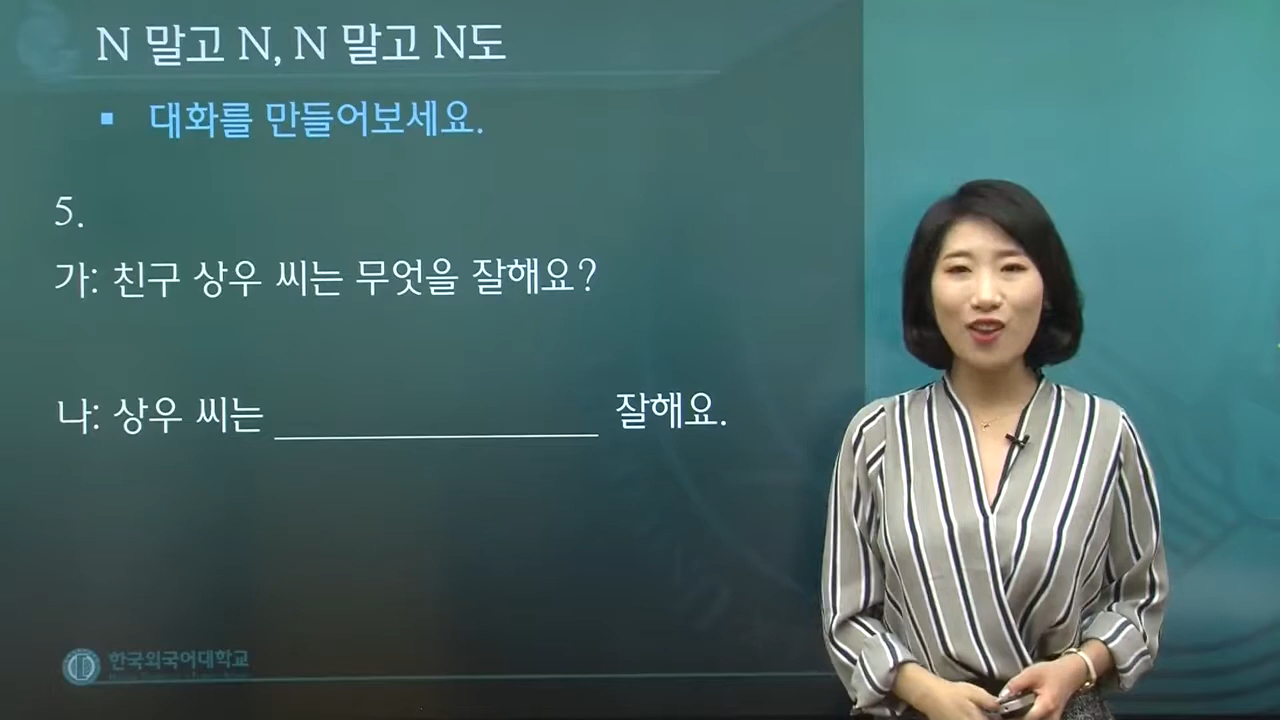 N 말고 N, N 말고 N도
▪ 대화를 만들어보세요.
5.
가: 친구 상우 씨는 무엇을 잘해요?
나: 상우 씨는 ________________ 잘해요.
한국외국어대학교